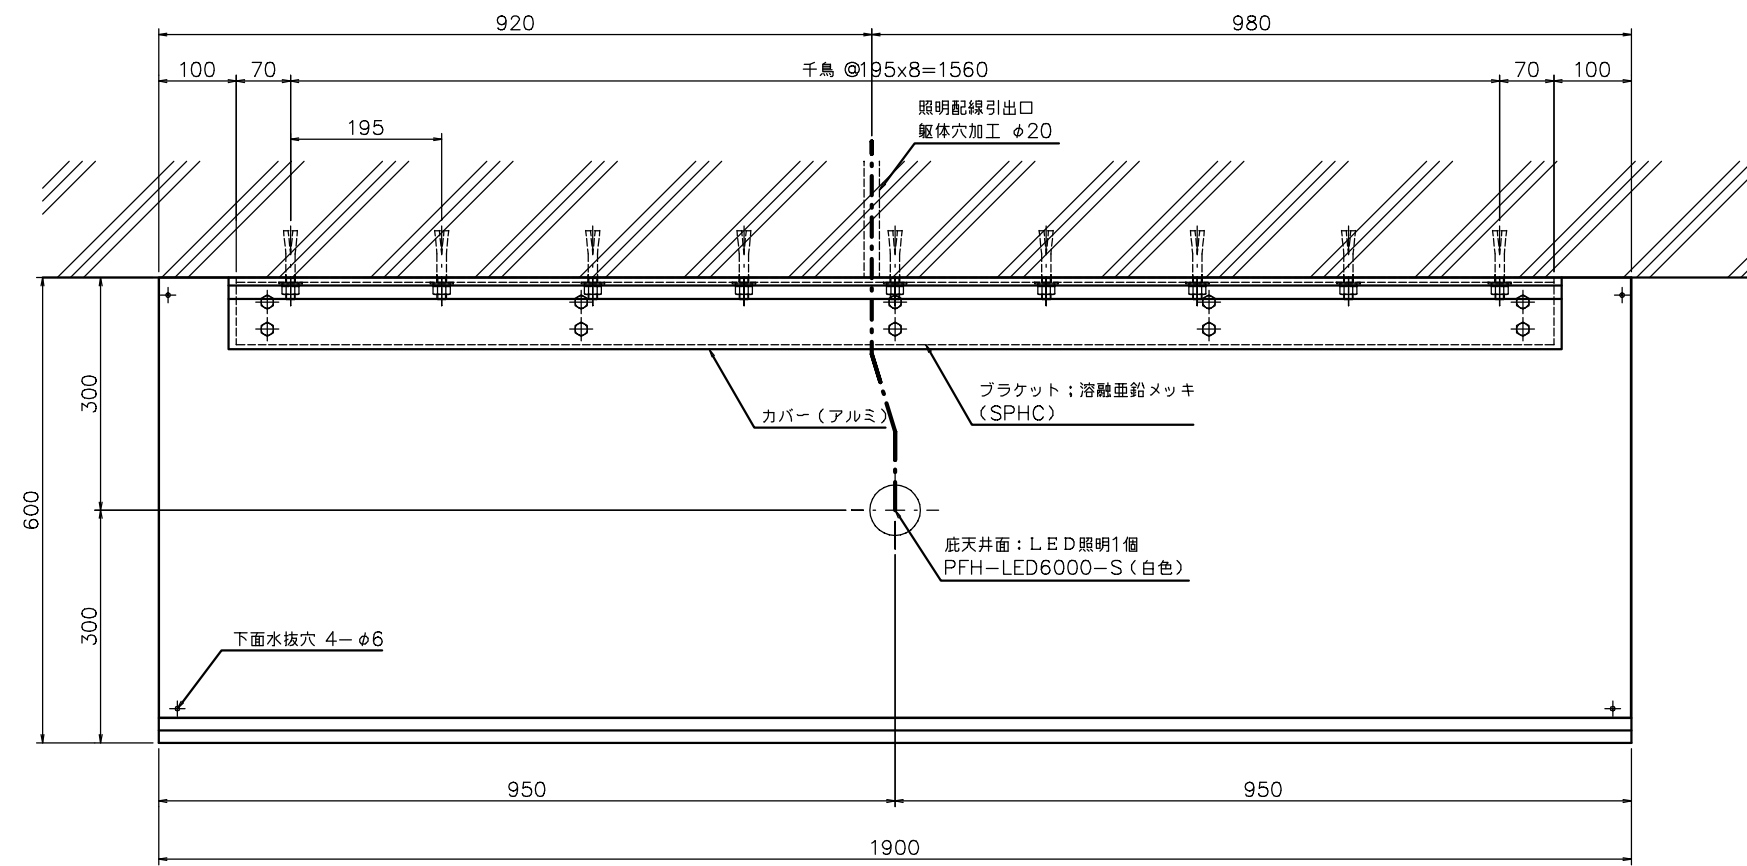 920
980
100
70
千鳥 @195x8=1560
70
100
照明配線引出口
躯体穴加工 φ20
195
300
ブラケット；溶融亜鉛メッキ
(SPHC)
カバー（アルミ）
600
庇天井面：ＬＥＤ照明1個
PFH-LED6000-S（白色）
300
下面水抜穴 4-φ6
950
950
1900